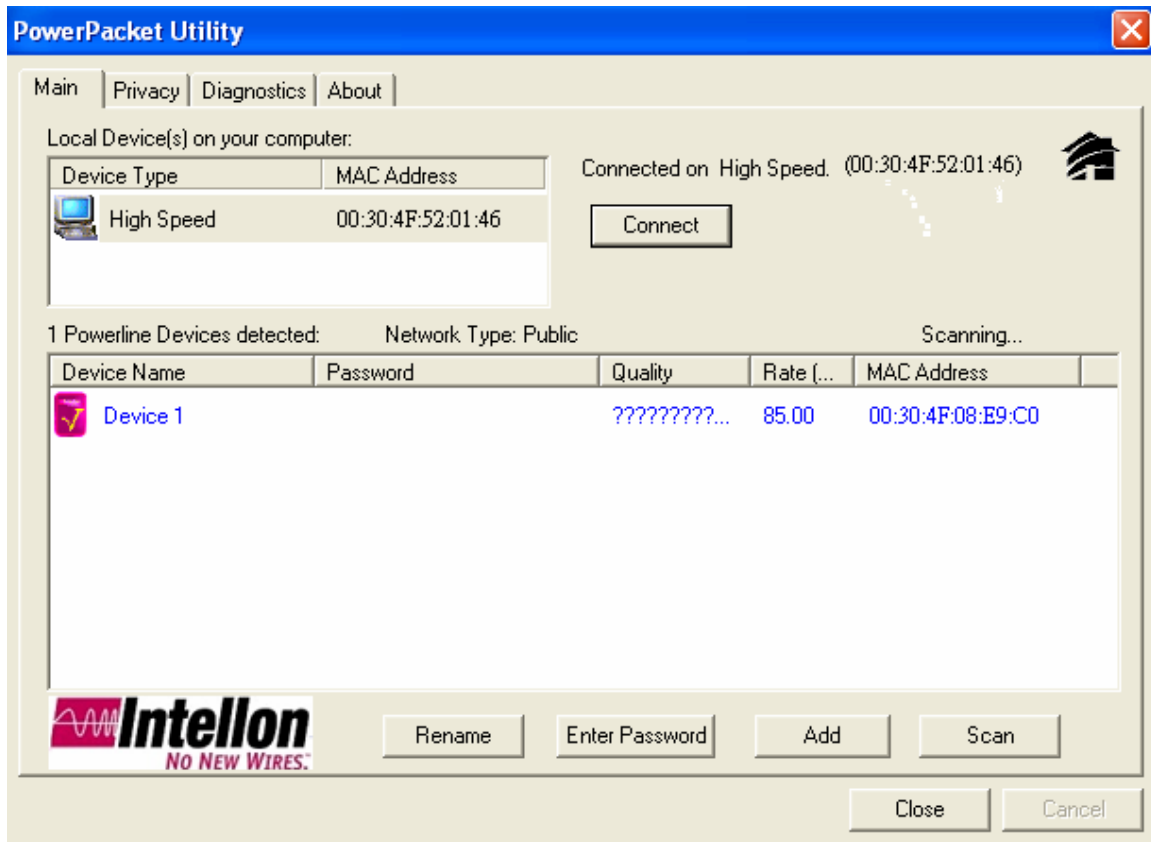 PowerPacket Utility
Main Privacy Diagnostics About
Local Device(s) on your computer:
Device Type MAC Address
High Speed 00:30:4F:52:01:46
Connected on High Speed. (00:30:4F:52:01:46)
Connect
1 Powerline Devices detected: Network Type: Public Scanning...
Device Name Password Quality Rate (... MAC Address
Device 1 ?????????... 85.00 00:30:4F:08:E9:C0
Intellon
NO NEW WIRES.
Rename Enter Password Add Scan
Close Cancel